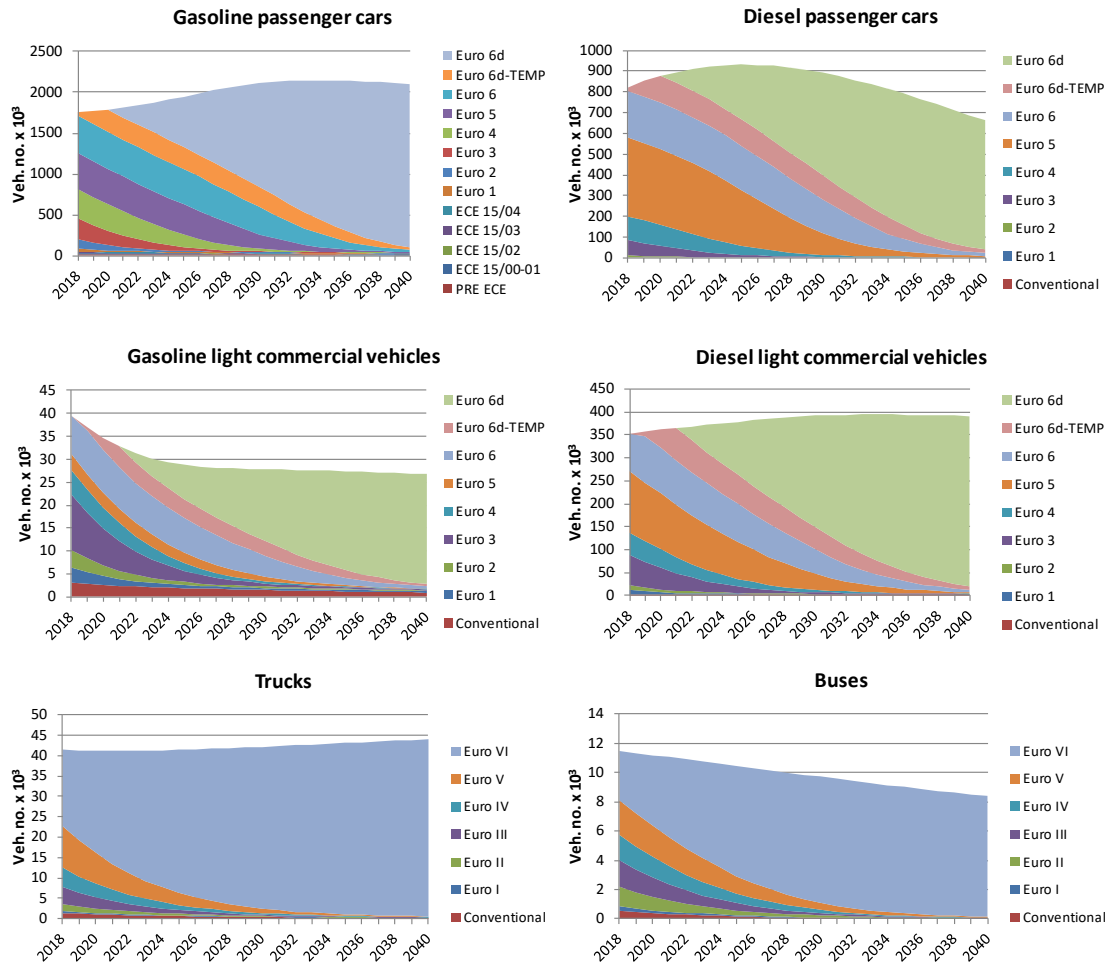 Gasoline passenger cars
Veh. no. x 10³
2500
2000
1500
1000
500
0
2018 2020 2022 2024 2026 2028 2030 2032 2034 2036 2038 2040
Euro 6d
Euro 6d-TEMP
Euro 6
Euro 5
Euro 4
Euro 3
Euro 2
Euro 1
ECE 15/04
ECE 15/03
ECE 15/02
ECE 15/00-01
PRE ECE
Diesel passenger cars
Veh. no. x 10³
1000
900
800
700
600
500
400
300
200
100
0
2018 2020 2022 2024 2026 2028 2030 2032 2034 2036 2038 2040
Euro 6d
Euro 6d-TEMP
Euro 6
Euro 5
Euro 4
Euro 3
Euro 2
Euro 1
Conventional
Gasoline light commercial vehicles
Veh. no. x 10³
45
40
35
30
25
20
15
10
5
0
2018 2020 2022 2024 2026 2028 2030 2032 2034 2036 2038 2040
Euro 6d
Euro 6d-TEMP
Euro 6
Euro 5
Euro 4
Euro 3
Euro 2
Euro 1
Conventional
Diesel light commercial vehicles
Veh. no. x 10³
450
400
350
300
250
200
150
100
50
0
2018 2020 2022 2024 2026 2028 2030 2032 2034 2036 2038 2040
Euro 6d
Euro 6d-TEMP
Euro 6
Euro 5
Euro 4
Euro 3
Euro 2
Euro 1
Conventional
Trucks
Veh. no. x 10³
50
45
40
35
30
25
20
15
10
5
0
2018 2020 2022 2024 2026 2028 2030 2032 2034 2036 2038 2040
Euro VI
Euro V
Euro IV
Euro III
Euro II
Euro I
Conventional
Buses
Veh. no. x 10³
14
12
10
8
6
4
2
0
2018 2020 2022 2024 2026 2028 2030 2032 2034 2036 2038 2040
Euro VI
Euro V
Euro IV
Euro III
Euro II
Euro I
Conventional